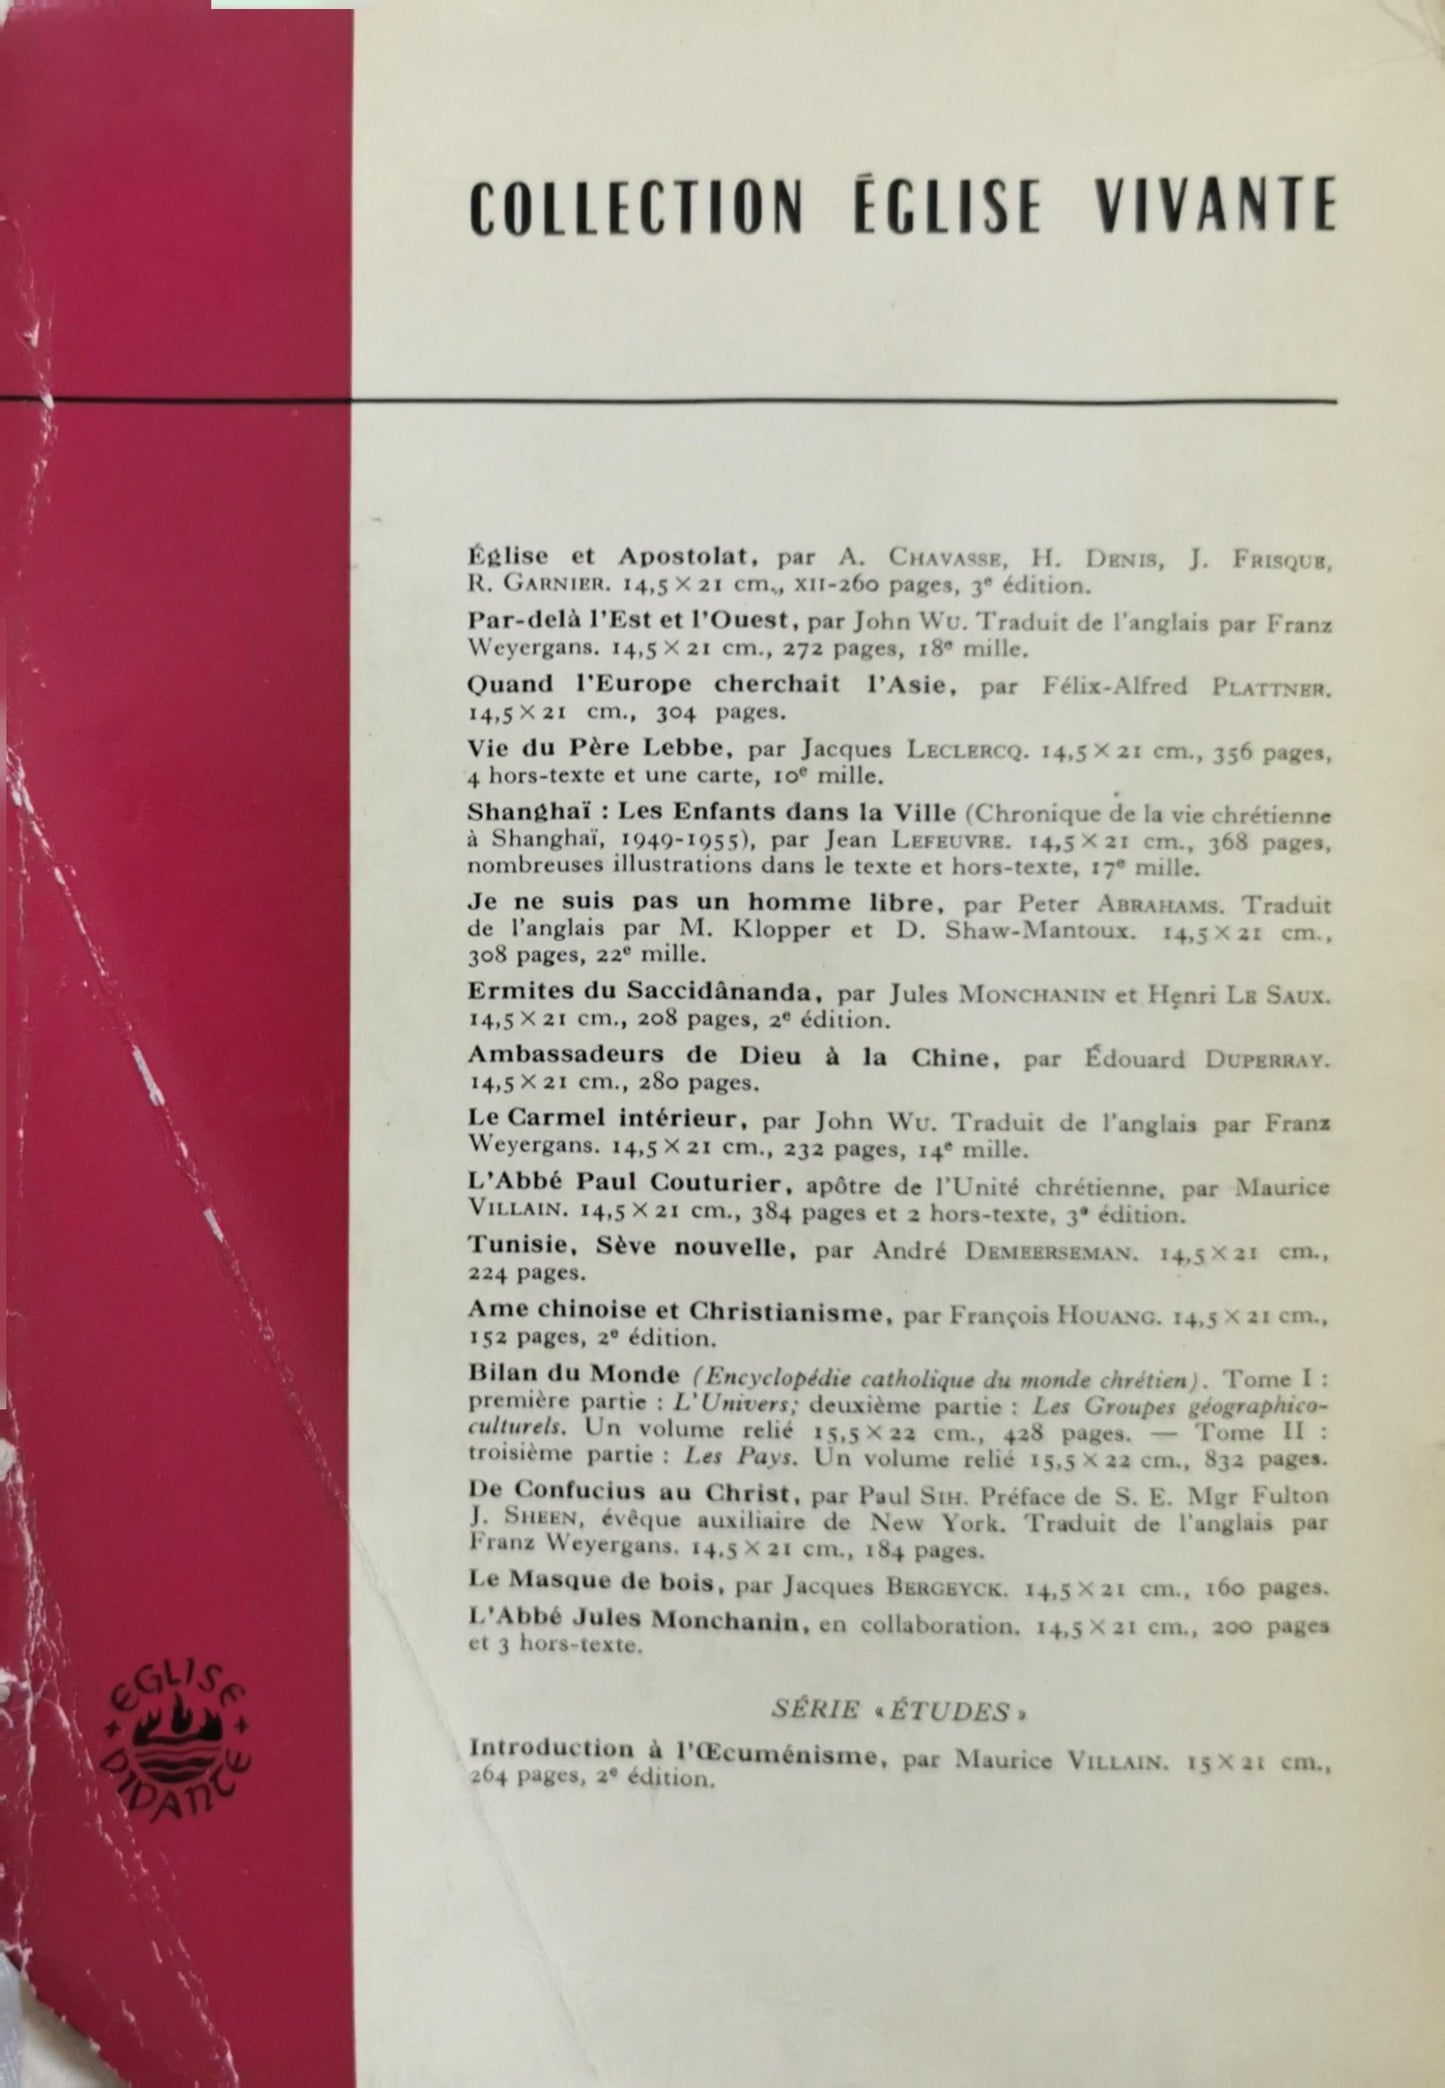 COLLECTION ÉGLISE VIVANTE
Église et Apostolat, par A. CHAVASSE, H. DENIS, J. FRISQUE,
R. GARNIER. 14,5 × 21 cm., XII-260 pages, 3e édition.
Par-delà l'Est et l'Ouest, par John WU. Traduit de l'anglais par Franz
Weyergans. 14,5 × 21 cm., 272 pages, 18e mille.
Quand l'Europe cherchait l'Asie, par Félix-Alfred PLATTNER.
14,5 × 21 cm., 304 pages.
Vie du Père Lebbe, par Jacques LECLERCQ. 14,5 × 21 cm., 356 pages,
4 hors-texte et une carte, 10e mille.
Shanghaï : Les Enfants dans la Ville (Chronique de la vie chrétienne
à Shanghaï, 1949-1955), par Jean LEFEUVRE. 14,5 × 21 cm., 368 pages,
nombreuses illustrations dans le texte et hors-texte, 17e mille.
Je ne suis pas un homme libre, par Peter ABRAHAMS. Traduit
de l'anglais par M. Klopper et D. Shaw-Mantoux. 14,5 × 21 cm.,
308 pages, 22e mille.
Ermites du Saccidânanda, par Jules MONCHANIN et Henri LE SAUX.
14,5 × 21 cm., 208 pages, 2e édition.
Ambassadeurs de Dieu à la Chine, par Édouard DUPERRAY.
14,5 × 21 cm., 280 pages.
Le Carmel intérieur, par John WU. Traduit de l'anglais par Franz
Weyergans. 14,5 × 21 cm., 232 pages, 14e mille.
L'Abbé Paul Couturier, apôtre de l'Unité chrétienne, par Maurice
VILLAIN. 14,5 × 21 cm., 384 pages et 2 hors-texte, 3e édition.
Tunisie, Sève nouvelle, par André DEMEERSEMAN. 14,5 × 21 cm.,
224 pages.
Ame chinoise et Christianisme, par François HOUANG. 14,5 × 21 cm.,
152 pages, 2e édition.
Bilan du Monde (Encyclopédie catholique du monde chrétien). Tome I :
première partie : L'Univers; deuxième partie : Les Groupes géographico-
culturels. Un volume relié 15,5 × 22 cm., 428 pages. — Tome II :
troisième partie : Les Pays. Un volume relié 15,5 × 22 cm., 832 pages.
De Confucius au Christ, par Paul SIH. Préface de S. E. Mgr Fulton
J. SHEEN, évêque auxiliaire de New York. Traduit de l'anglais par
Franz Weyergans. 14,5 × 21 cm., 184 pages.
Le Masque de bois, par Jacques BERGEYCK. 14,5 × 21 cm., 160 pages.
L'Abbé Jules Monchanin, en collaboration. 14,5 × 21 cm., 200 pages
et 3 hors-texte.
SÉRIE « ÉTUDES »
Introduction à l'Œcuménisme, par Maurice VILLAIN. 15 × 21 cm.,
264 pages, 2e édition.
EGLISE
VIVANTE